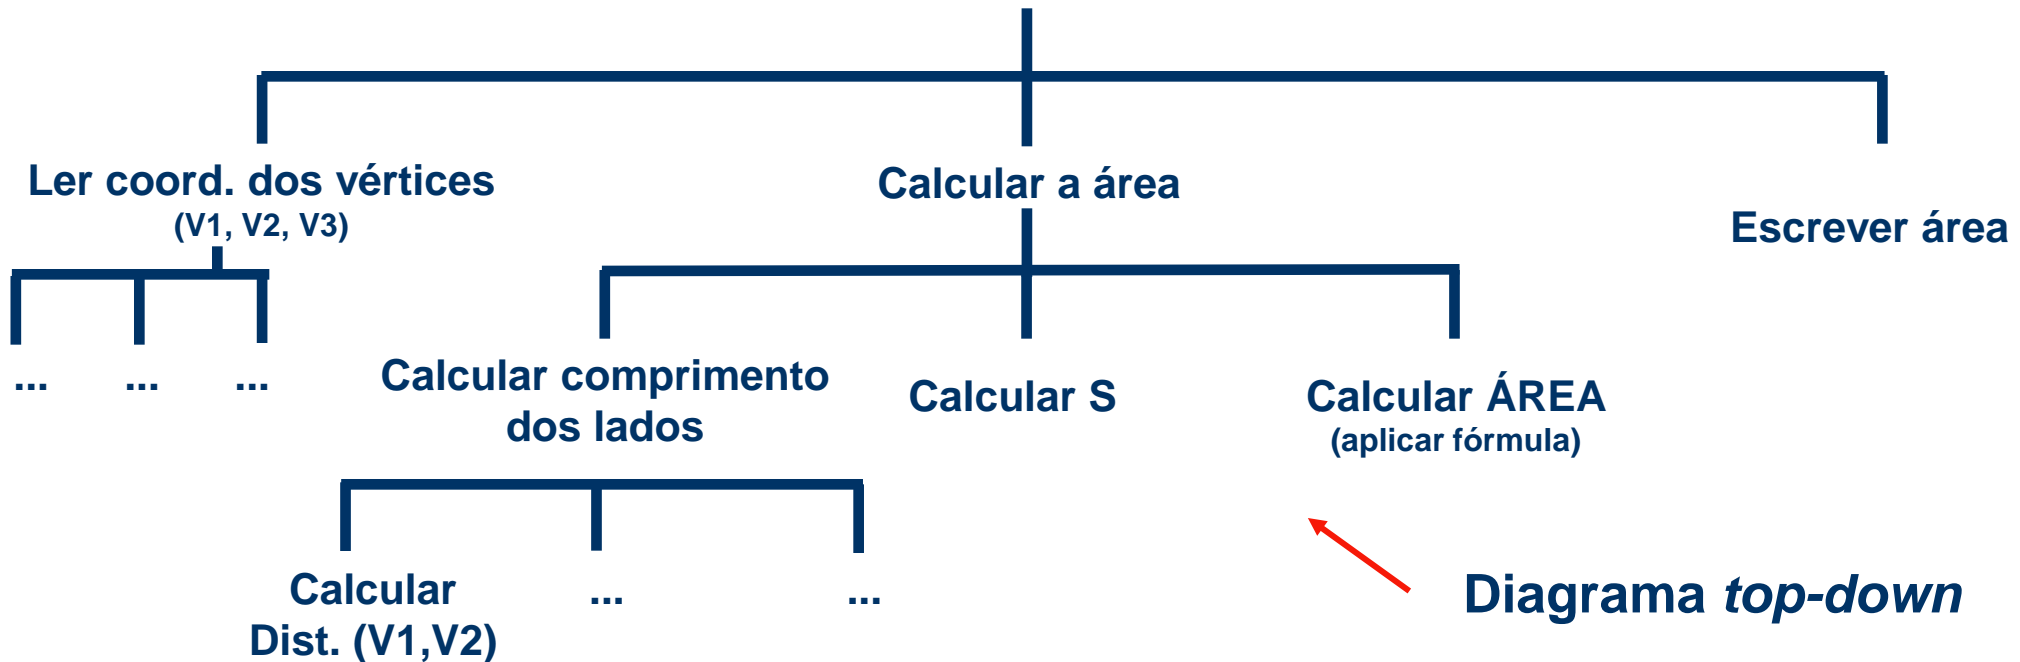 Ler coord. dos vértices
(V1, V2, V3)
Calcular a área
Escrever área
... ... ...
Calcular comprimento
dos lados
Calcular S
Calcular ÁREA
(aplicar fórmula)
Calcular
Dist. (V1,V2)
... ...
Diagrama top-down